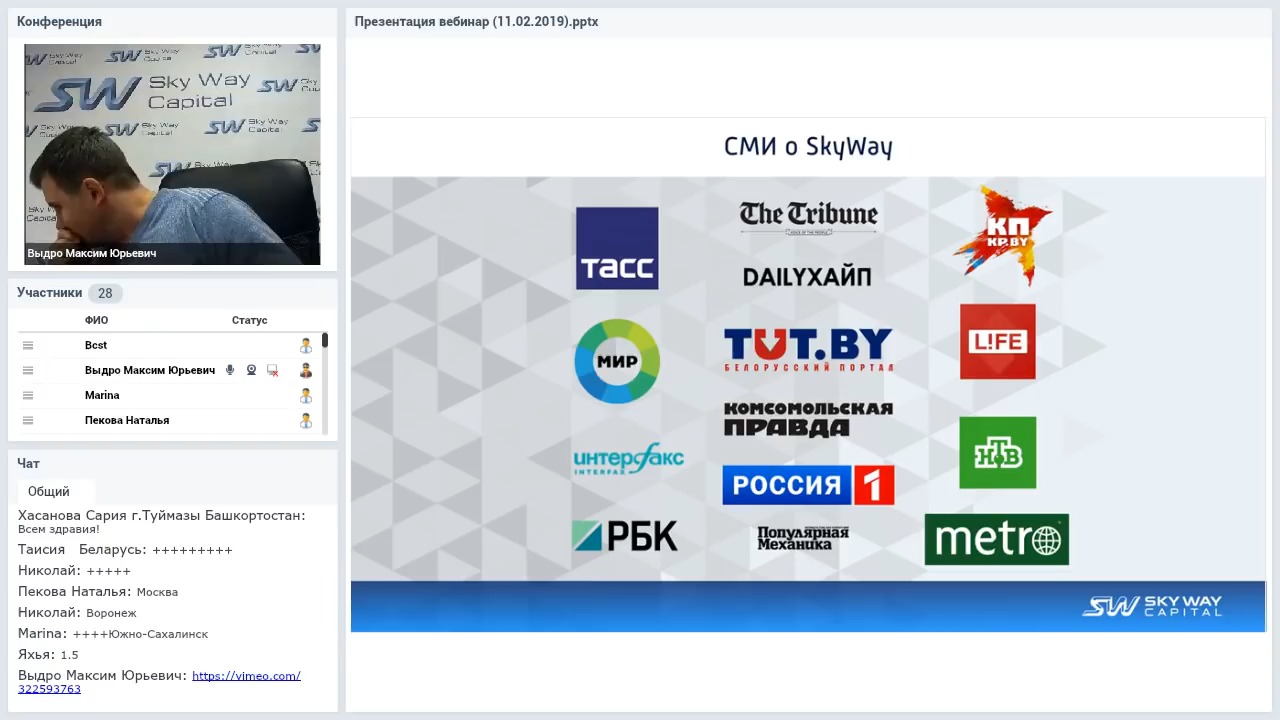 Конференция
Sky Way
Capital
Выдро Максим Юрьевич
Участники 28
ФИО Статус
Bcst
Выдро Максим Юрьевич
Marina
Пекова Наталья
Чат
Общий
Хасанова Сария г.Туймазы Башкортостан:
Всем здравия!
Таисия Беларусь: +++++++++
Николай: +++++
Пекова Наталья: Москва
Николай: Воронеж
Marina: ++++Южно-Сахалинск
Яхья: 1.5
Выдро Максим Юрьевич: https://vimeo.com/
322593763
Презентация вебинар (11.02.2019).pptx
СМИ о SkyWay
ТАСС
МИР
интерфакс
INTERFAX
РБК
The Tribune
DAILYХАЙП
TUT.BY
БЕЛОРУССКИЙ ПОРТАЛ
КОМСОМОЛЬСКАЯ
ПРАВДА
РОССИЯ 1
Популярная
Механика
КП
KP.BY
L!FE
НТВ
metro
SW SKY WAY
CAPITAL